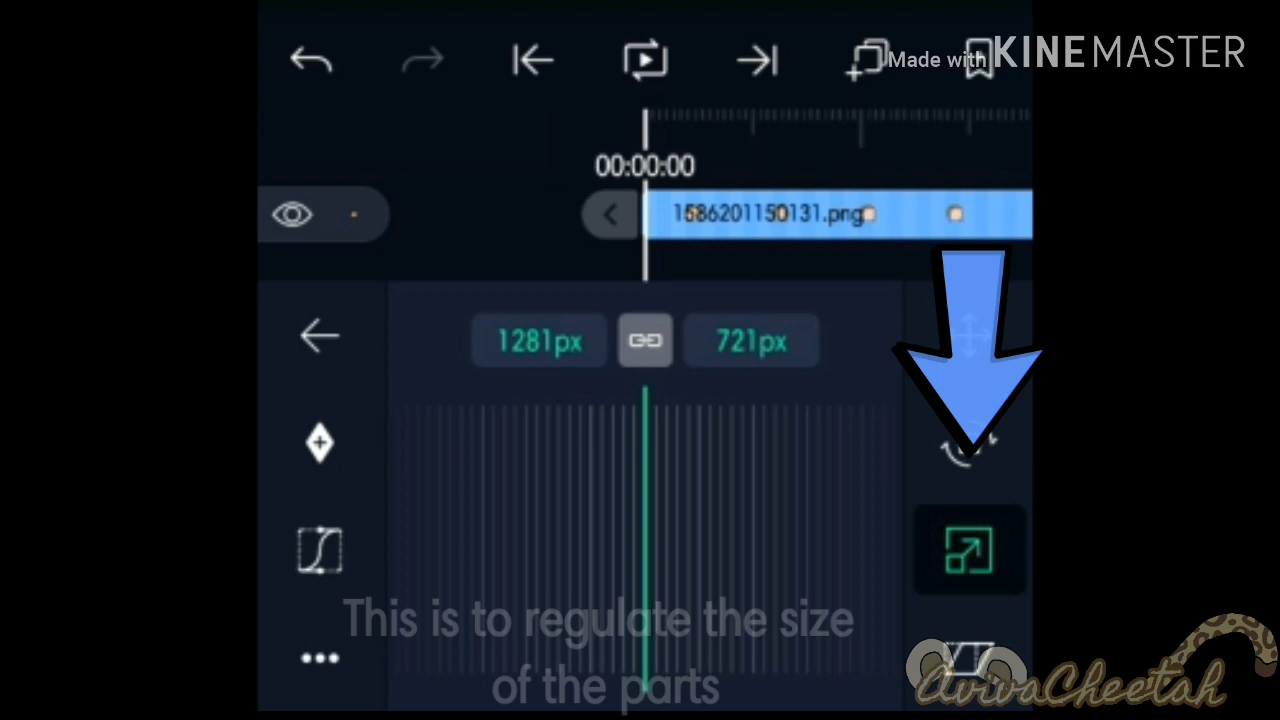 Made with KINEMASTER
00:00:00
1586201150131.png
1281px 721px
This is to regulate the size
of the parts
AvivaCheetah